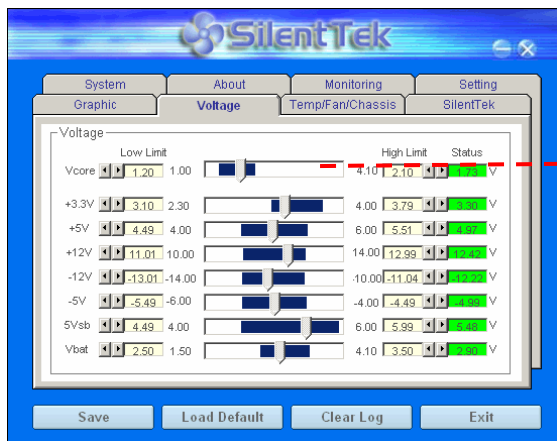 SilentTek
System About Monitoring Setting
Graphic Voltage Temp/Fan/Chassis SilentTek
Voltage
Low Limit High Limit Status
Vcore 1.20 1.00 4.10 2.10 1.73 V
+3.3V 3.10 2.30 4.00 3.79 3.30 V
+5V 4.49 4.00 6.00 5.51 4.97 V
+12V 11.01 10.00 14.00 12.99 12.42 V
-12V -13.01 -14.00 -10.00 -11.04 -12.22 V
-5V -5.49 -6.00 -4.00 -4.49 -4.99 V
5Vsb 4.49 4.00 6.00 5.99 5.48 V
Vbat 2.50 1.50 4.10 3.50 2.90 V
Save Load Default Clear Log Exit